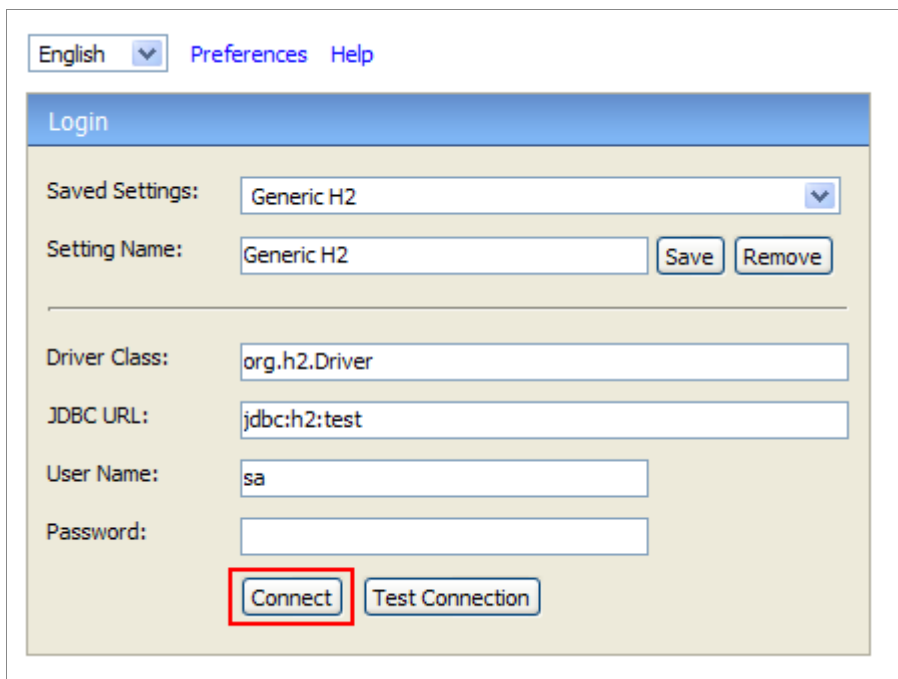 English Preferences Help
Login
Saved Settings: Generic H2
Setting Name: Generic H2 Save Remove
Driver Class: org.h2.Driver
JDBC URL: jdbc:h2:test
User Name: sa
Password:
Connect Test Connection